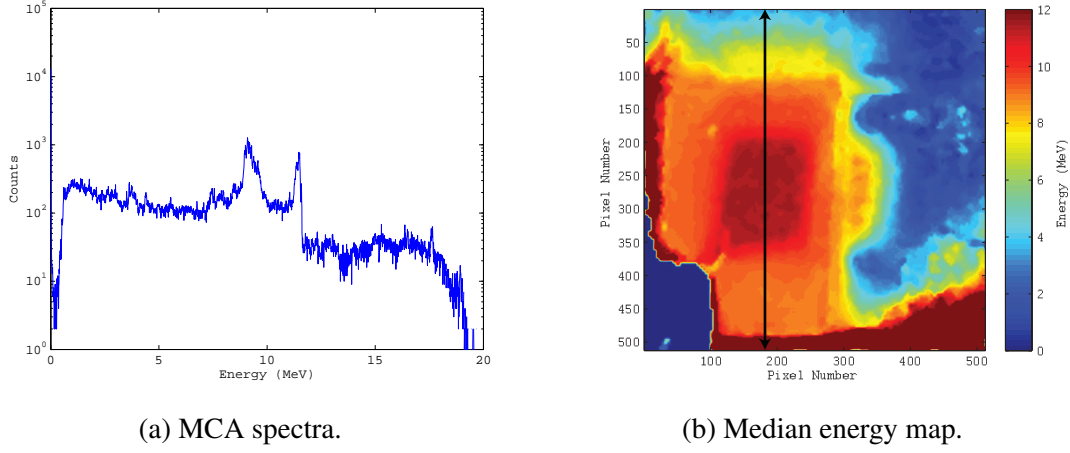 10^5
10^4
10^3
10^2
10^1
10^0
Counts
0 5 10 15 20
Energy (MeV)
(a) MCA spectra.
0
50
100
150
200
250
300
350
400
450
500
Pixel Number
100 200 300 400 500
Pixel Number
12
10
8
6
4
2
0
Energy (MeV)
(b) Median energy map.